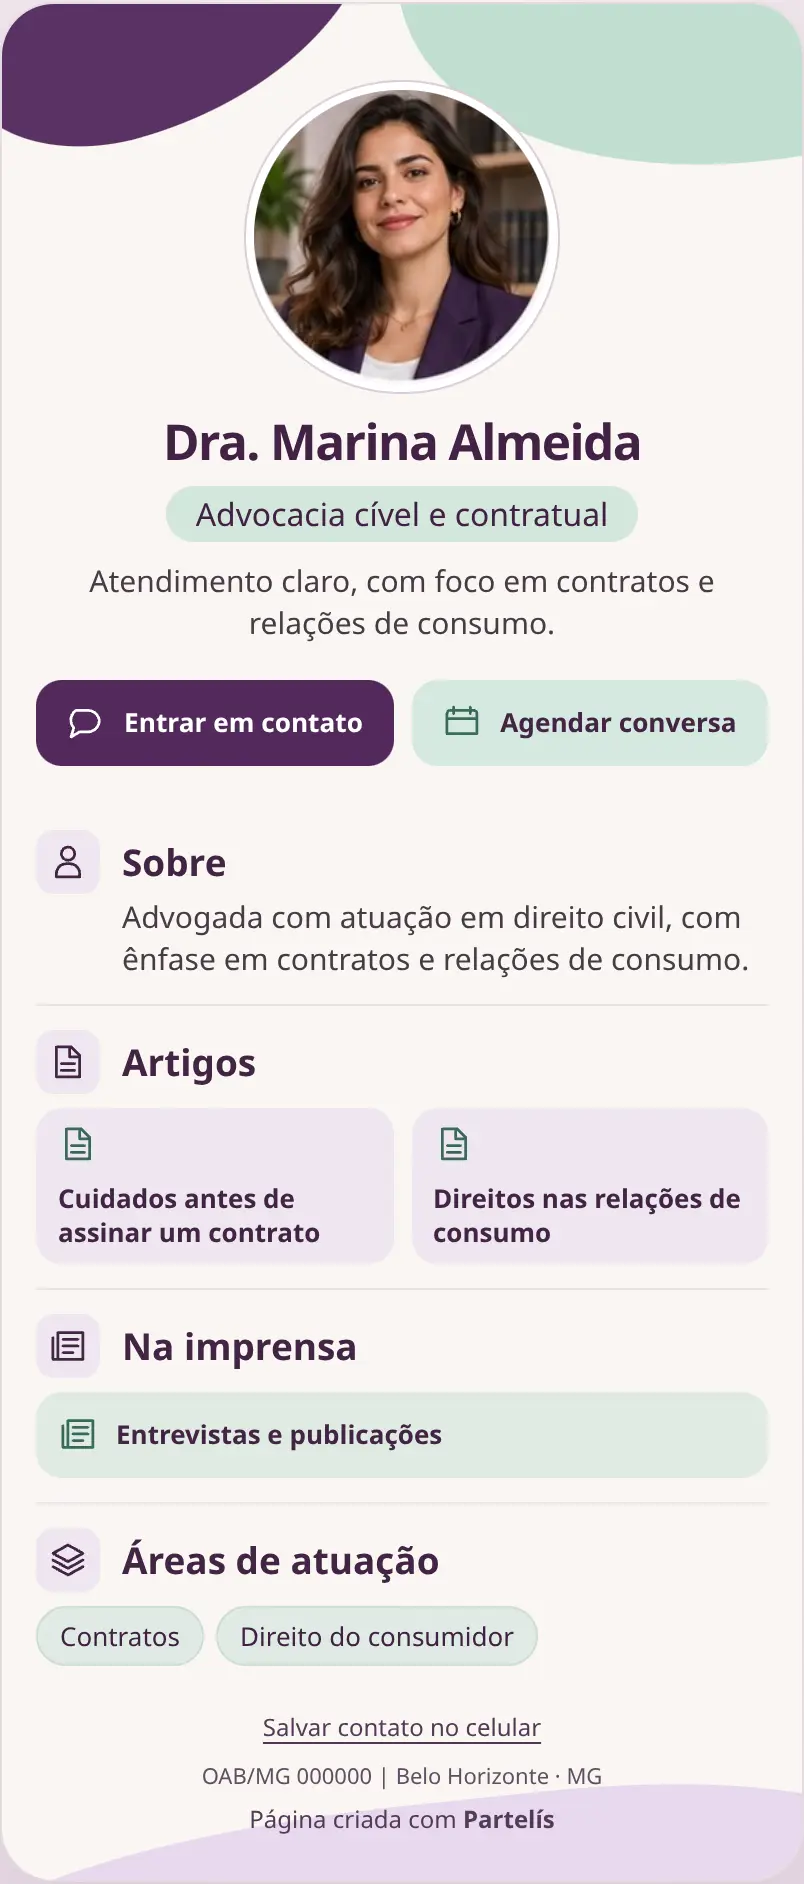 Dra. Marina Almeida
Advocacia cível e contratual
Atendimento claro, com foco em contratos e
relações de consumo.
Entrar em contato
Agendar conversa
Sobre
Advogada com atuação em direito civil, com
ênfase em contratos e relações de consumo.
Artigos
Cuidados antes de
assinar um contrato
Direitos nas relações de
consumo
Na imprensa
Entrevistas e publicações
Áreas de atuação
Contratos
Direito do consumidor
Salvar contato no celular
OAB/MG 000000 | Belo Horizonte · MG
Página criada com Partelís